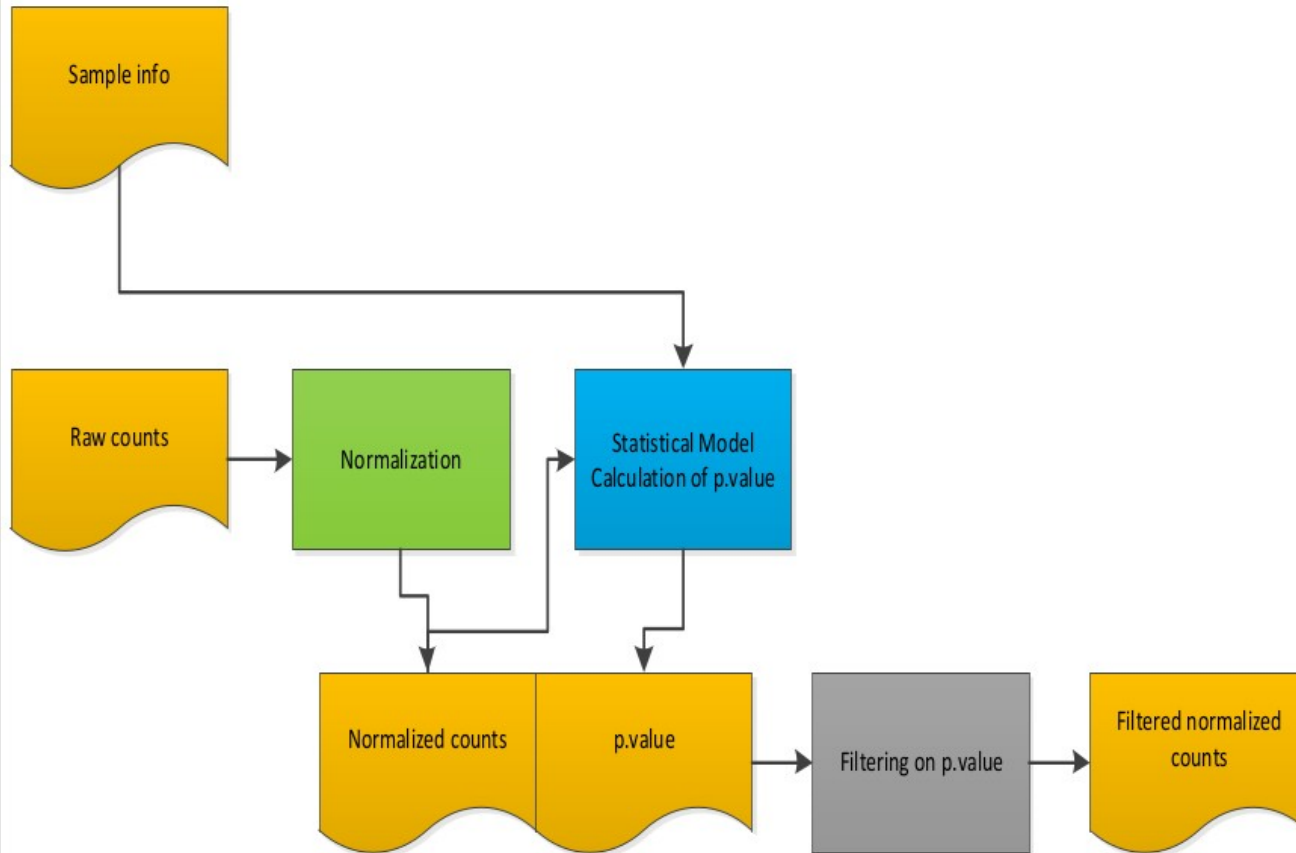 Sample info
Raw counts
Normalization
Statistical Model
Calculation of p.value
Normalized counts
p.value
Filtering on p.value
Filtered normalized
counts